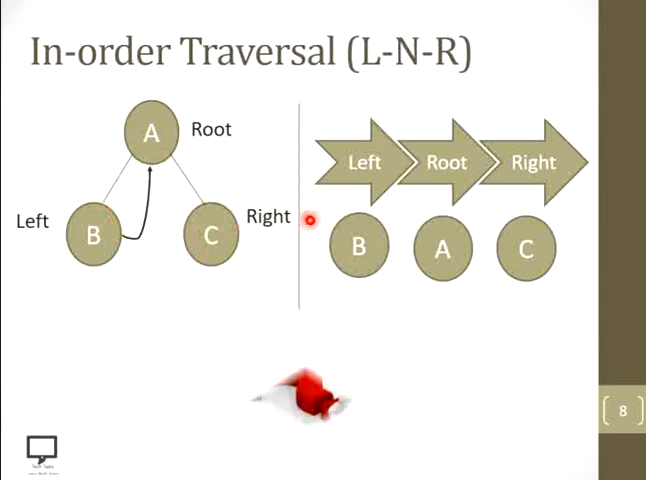 In-order Traversal (L-N-R)
A
Root
Left
B
C
Right
Left Root Right
B A C
8